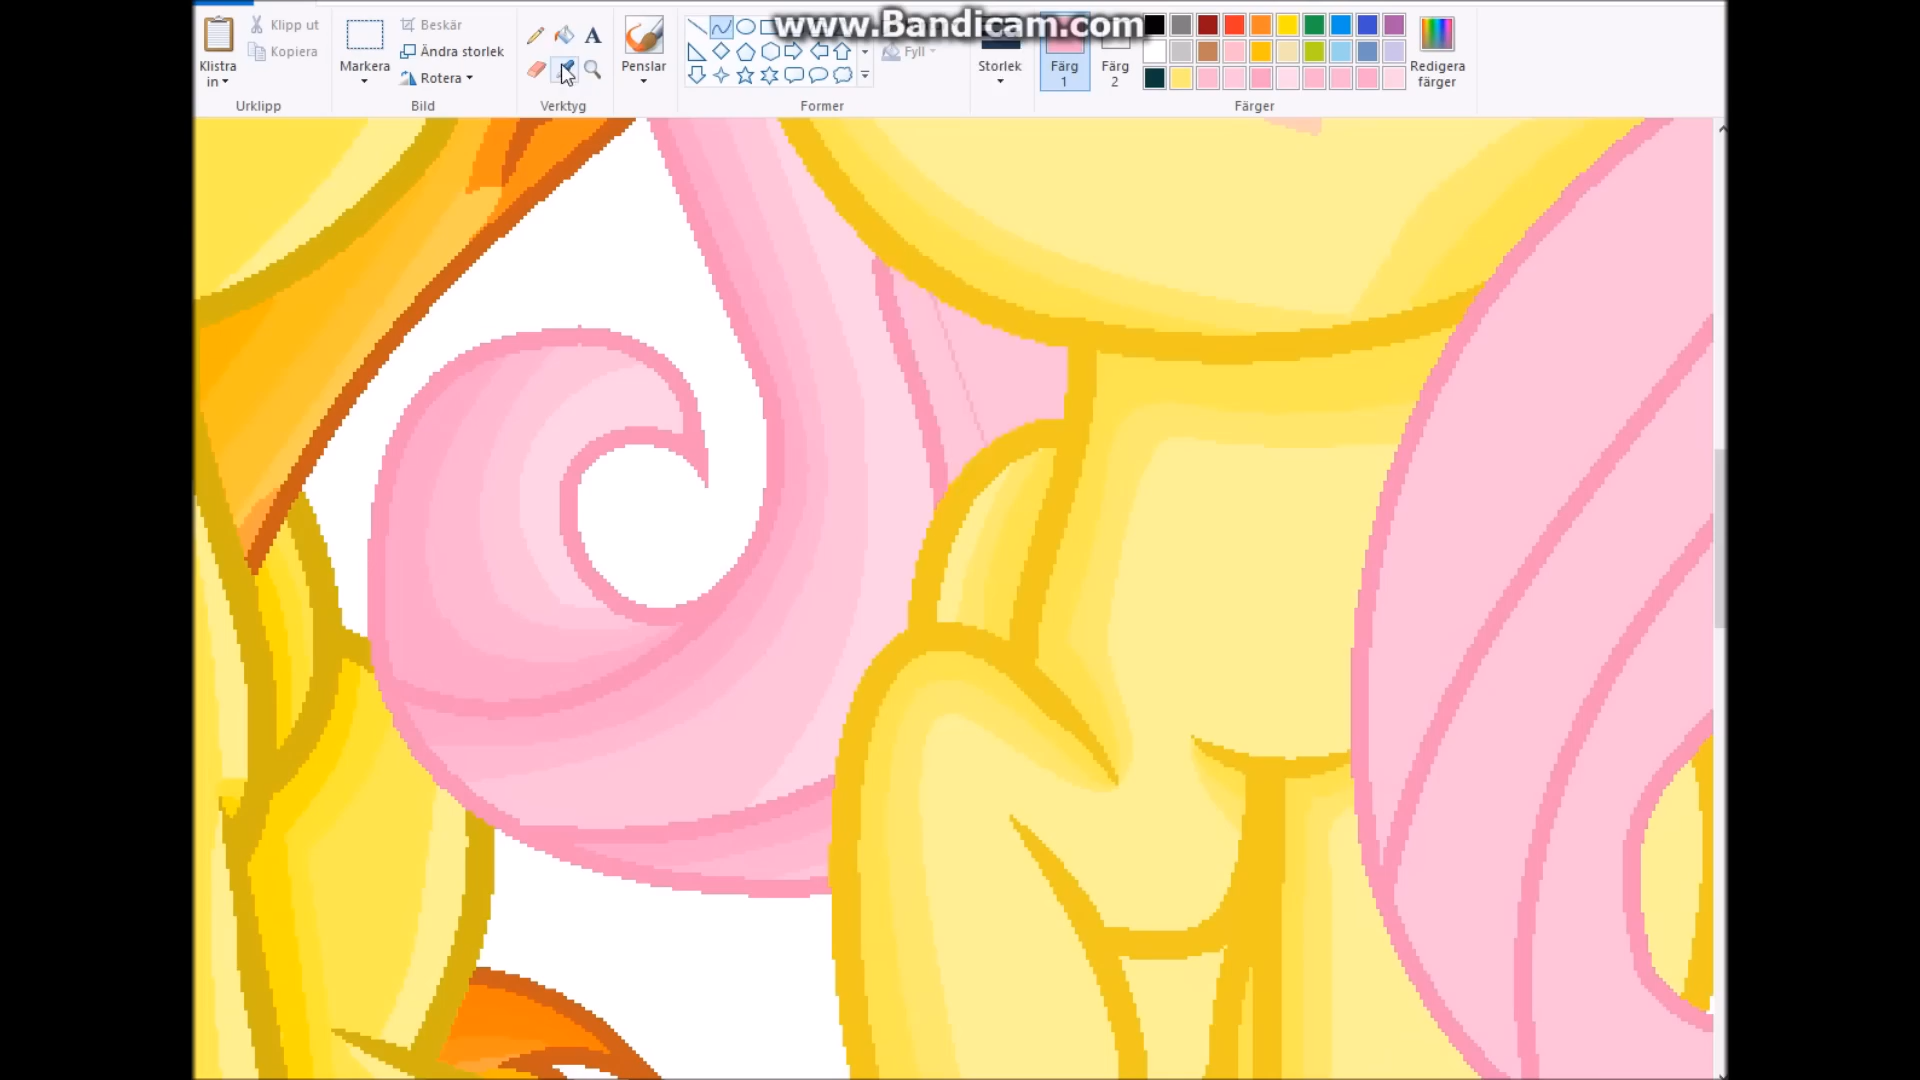 www.Bandicam.com
Klistra in
Klipp ut
Kopiera
Urklipp
Markera
Beskär
Ändra storlek
Rotera
Bild
A
Verktyg
Penslar
Former
Fyll
Storlek
Färg 1
Färg 2
Färger
Redigera färger